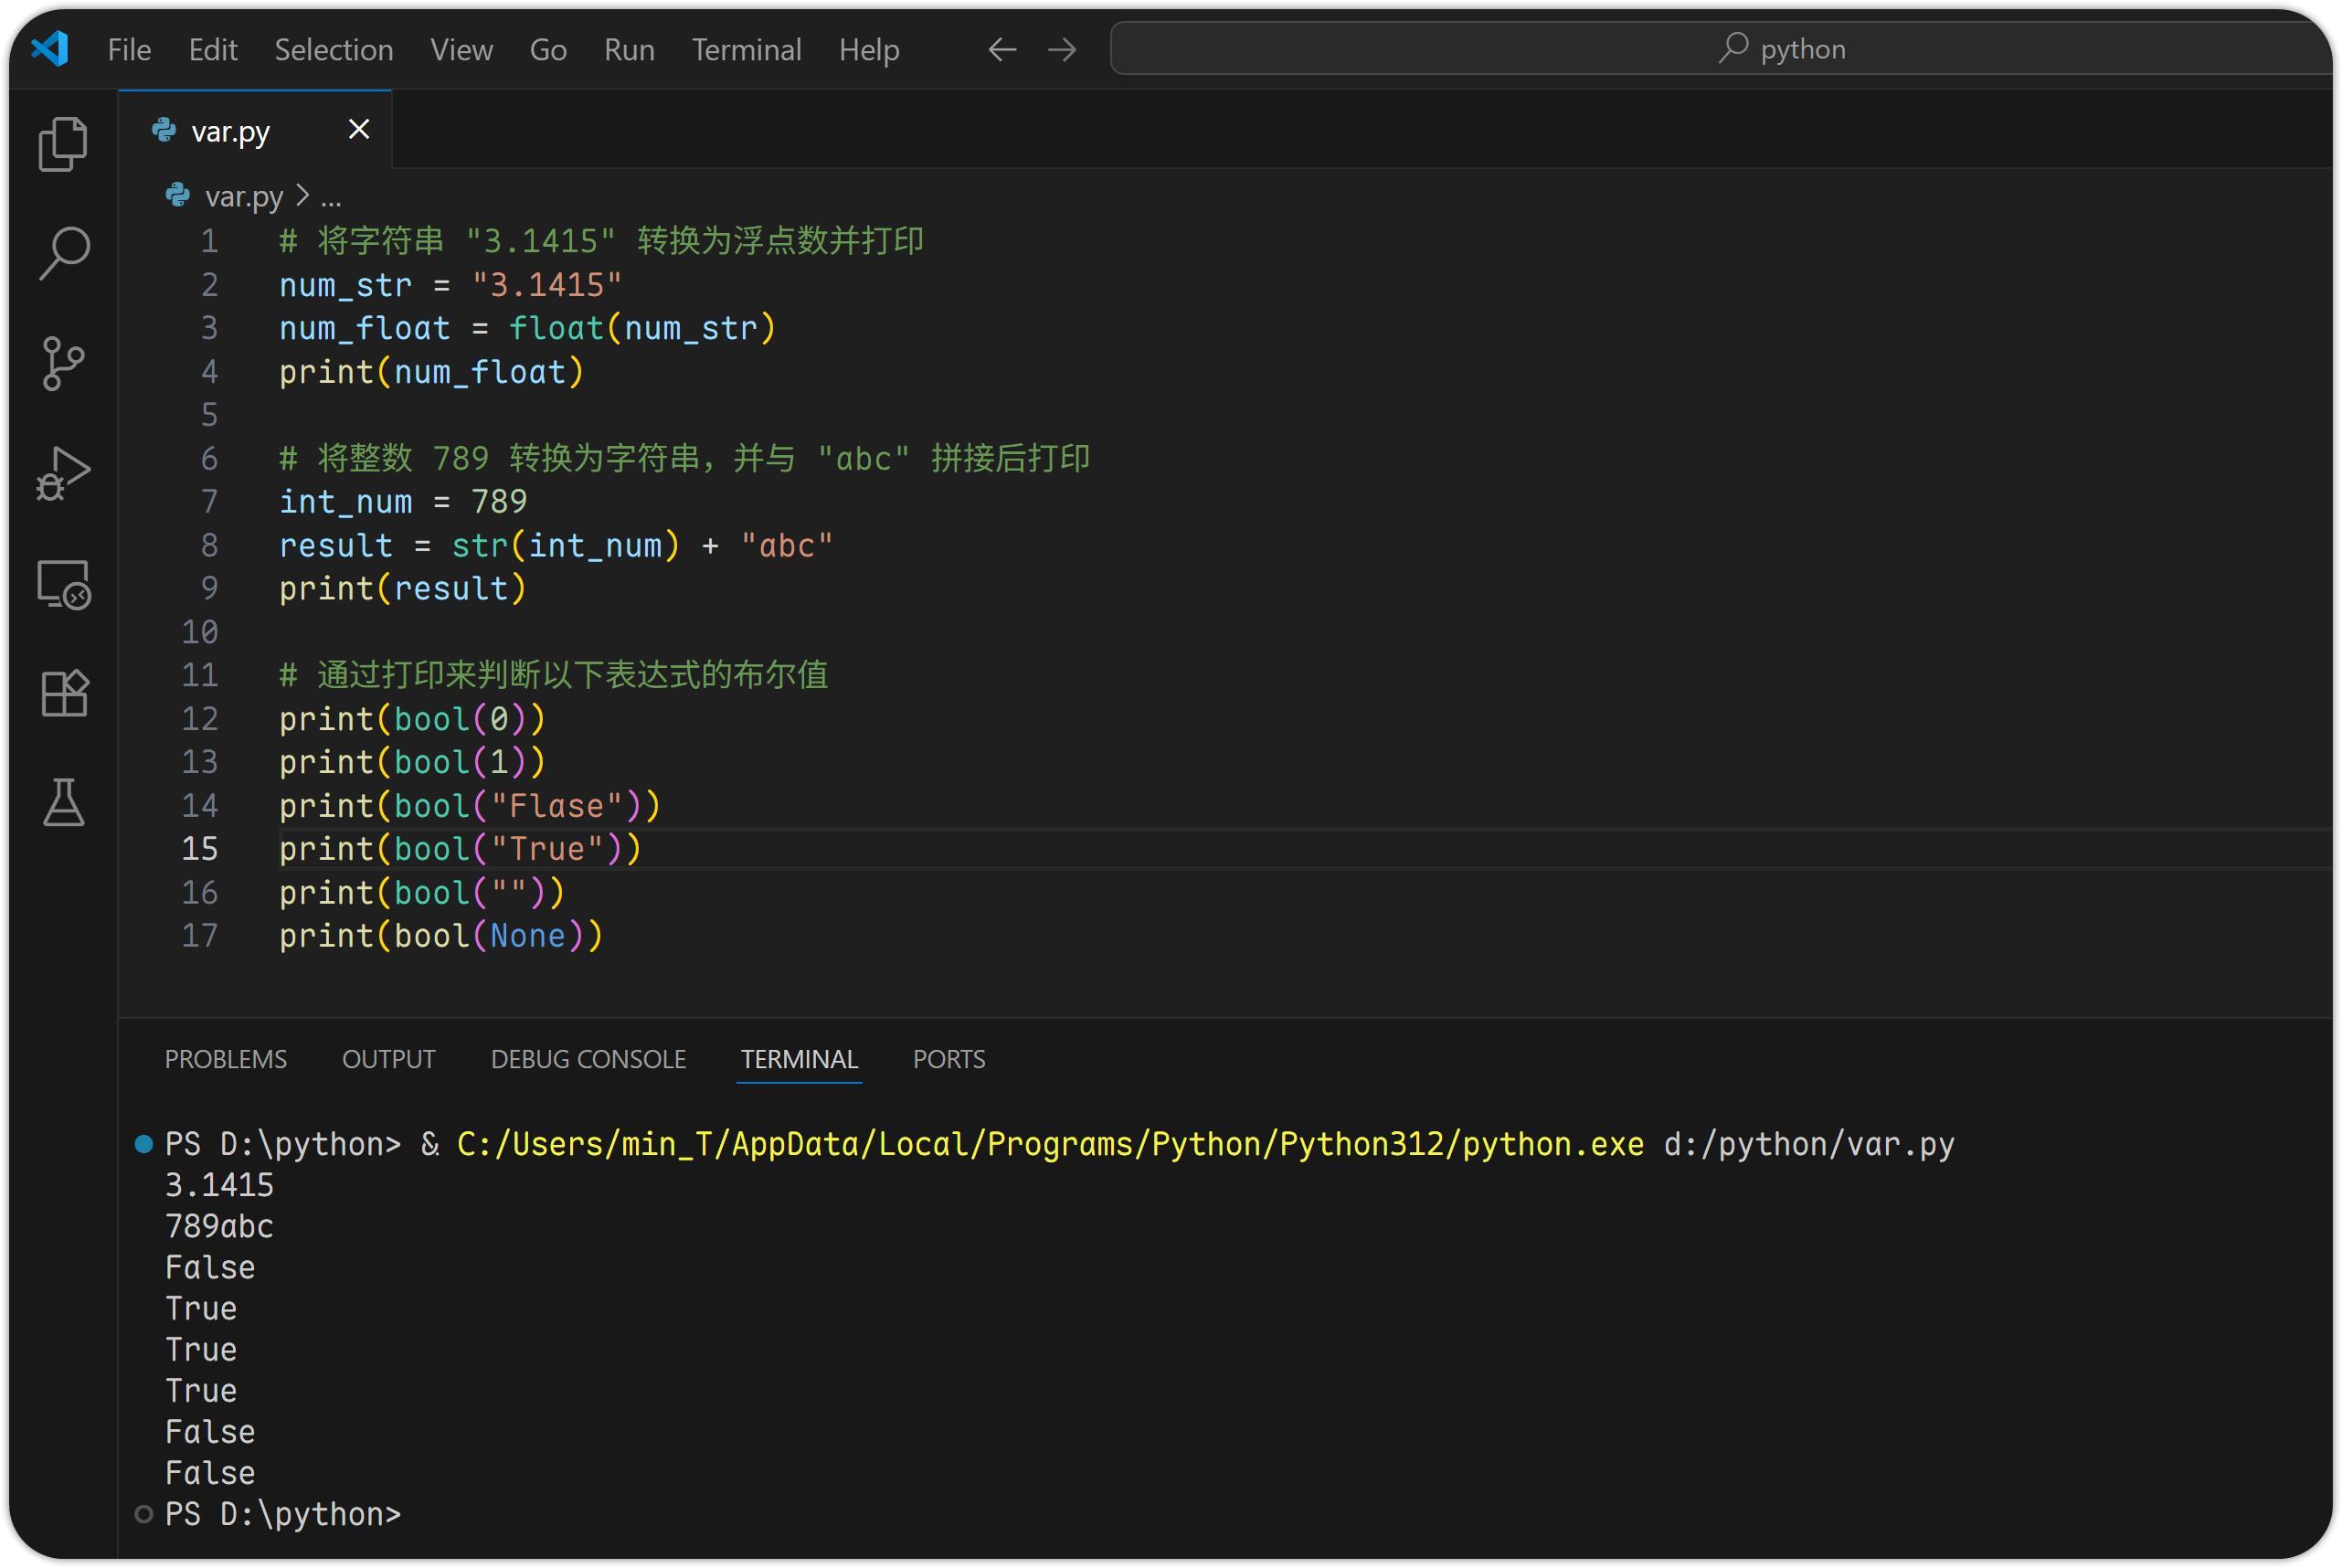 File Edit Selection View Go Run Terminal Help python
var.py
var.py > ...
1 # 将字符串 "3.1415" 转换为浮点数并打印
2 num_str = "3.1415"
3 num_float = float(num_str)
4 print(num_float)
5
6 # 将整数 789 转换为字符串，并与 "abc" 拼接后打印
7 int_num = 789
8 result = str(int_num) + "abc"
9 print(result)
10
11 # 通过打印来判断以下表达式的布尔值
12 print(bool(0))
13 print(bool(1))
14 print(bool("Flase"))
15 print(bool("True"))
16 print(bool(""))
17 print(bool(None))
PROBLEMS OUTPUT DEBUG CONSOLE TERMINAL PORTS
PS D:\python> & C:/Users/min_T/AppData/Local/Programs/Python/Python312/python.exe d:/python/var.py
3.1415
789abc
False
True
True
True
False
False
PS D:\python>